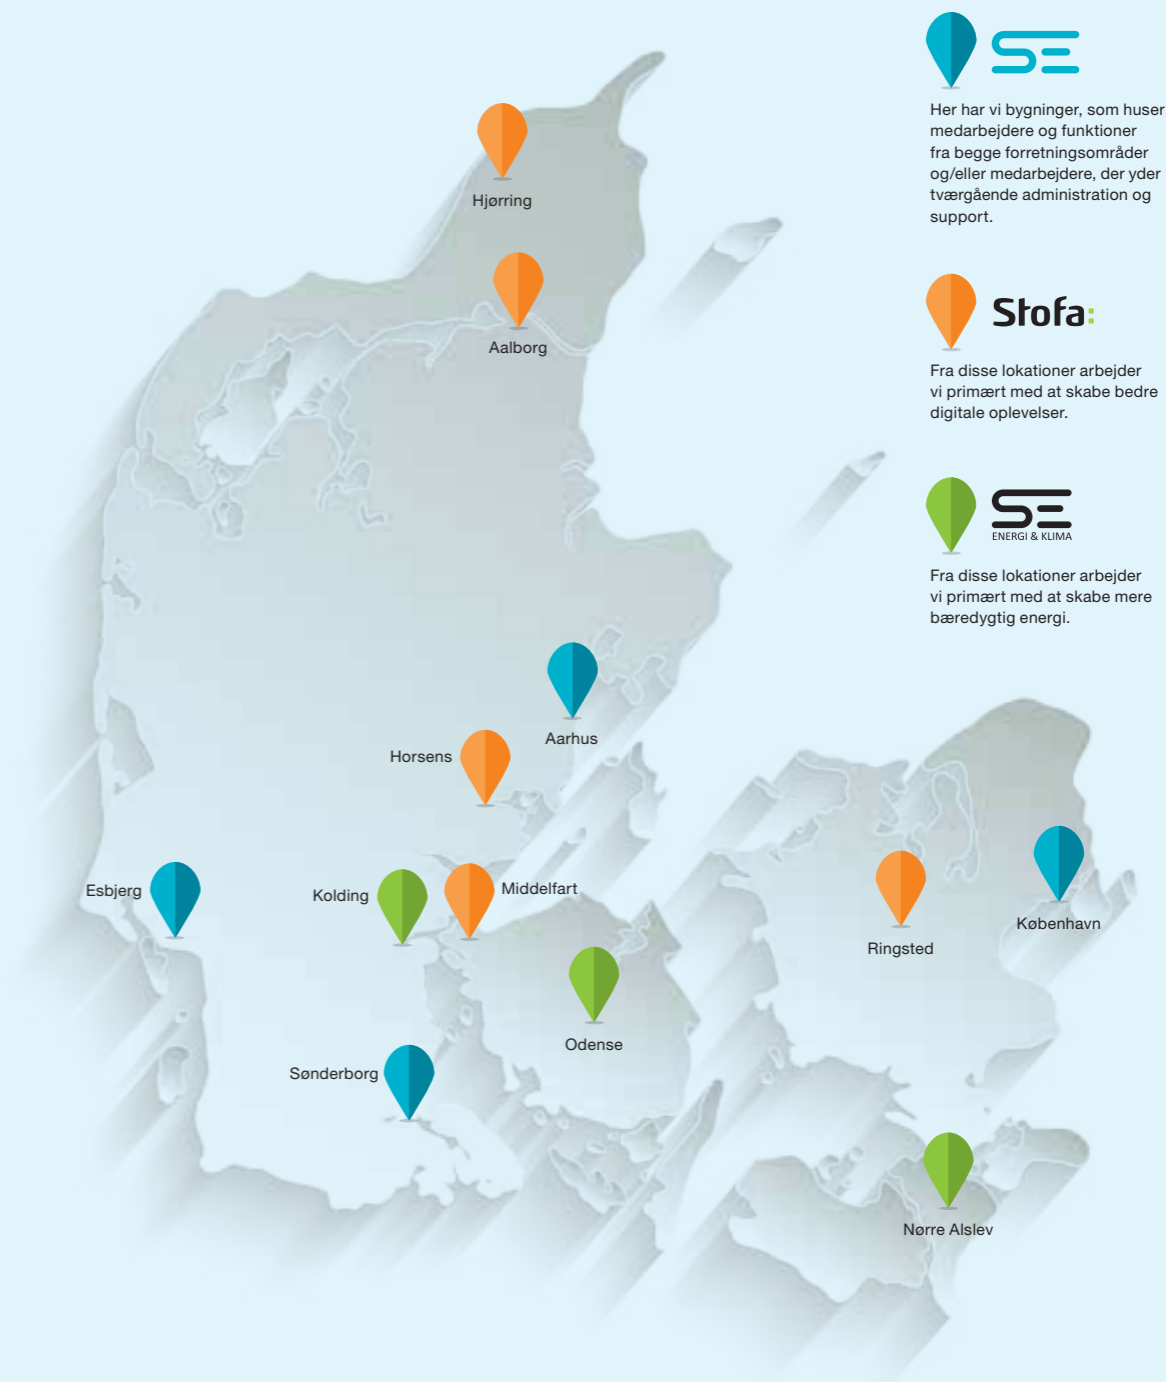 SE
Her har vi bygninger, som huser
medarbejdere og funktioner
fra begge forretningsområder
og/eller medarbejdere, der yder
tværgående administration og
support.
Stofa:
Fra disse lokationer arbejder
vi primært med at skabe bedre
digitale oplevelser.
SE
ENERGI & KLIMA
Fra disse lokationer arbejder
vi primært med at skabe mere
bæredygtig energi.
Hjørring
Aalborg
Aarhus
Horsens
Esbjerg
Kolding
Middelfart
København
Ringsted
Odense
Sønderborg
Nørre Alslev